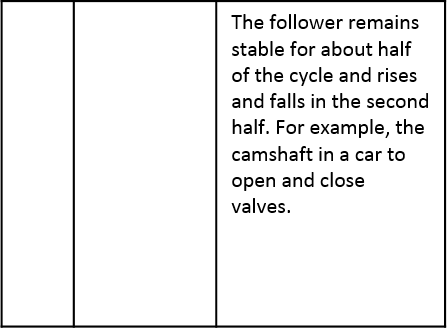 The follower remains
stable for about half
of the cycle and rises
and falls in the second
half. For example, the
camshaft in a car to
open and close
valves.